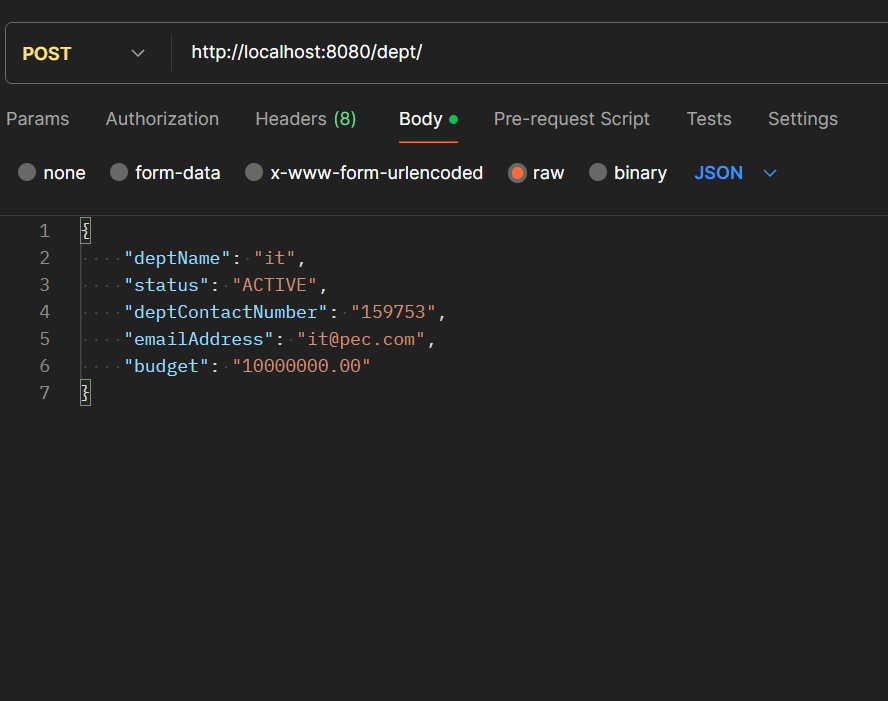 POST http://localhost:8080/dept/
Params Authorization Headers (8) Body Pre-request Script Tests Settings
none form-data x-www-form-urlencoded raw binary JSON
1 {
2 "deptName": "it",
3 "status": "ACTIVE",
4 "deptContactNumber": "159753",
5 "emailAddress": "it@pec.com",
6 "budget": "10000000.00"
7 }